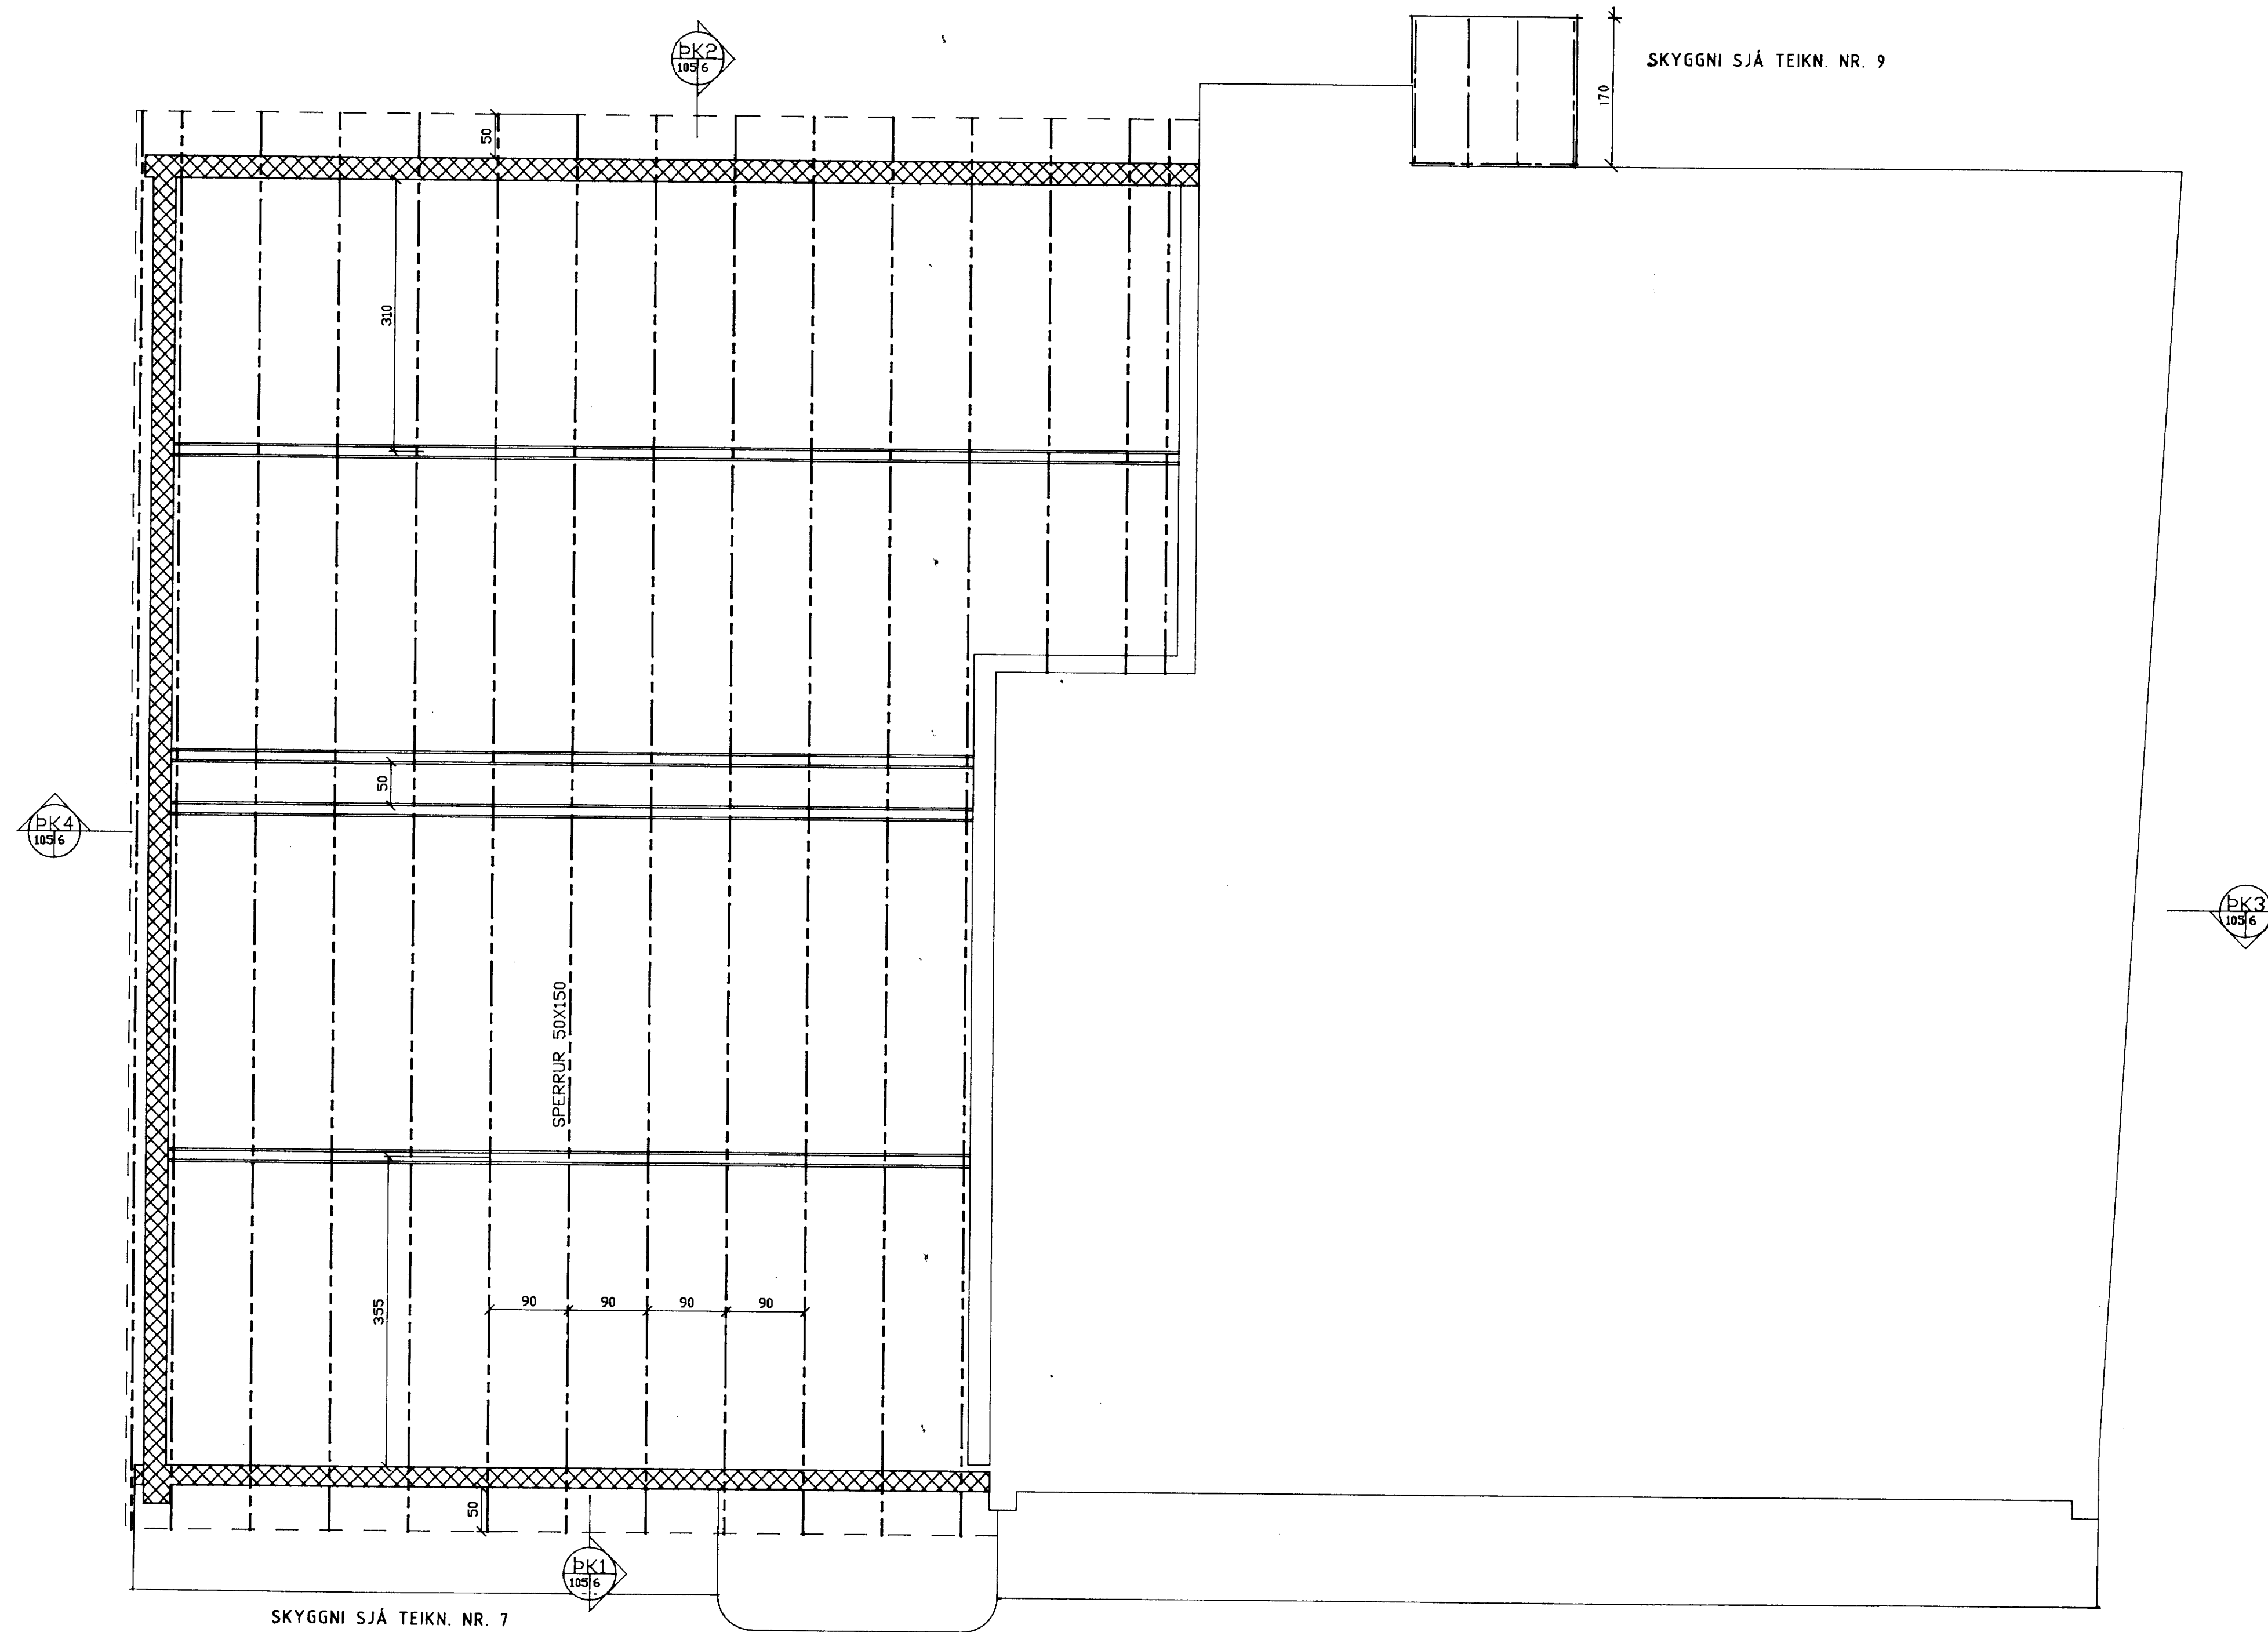 ÞK2
105 6
SKYGGNI SJÁ TEIKN. NR. 9
170
50
310
50
ÞK4
105 6
ÞK3
105 6
SPERRUR 50X150
90 90 90 90
355
50
ÞK1
105 6
SKYGGNI SJÁ TEIKN. NR. 7